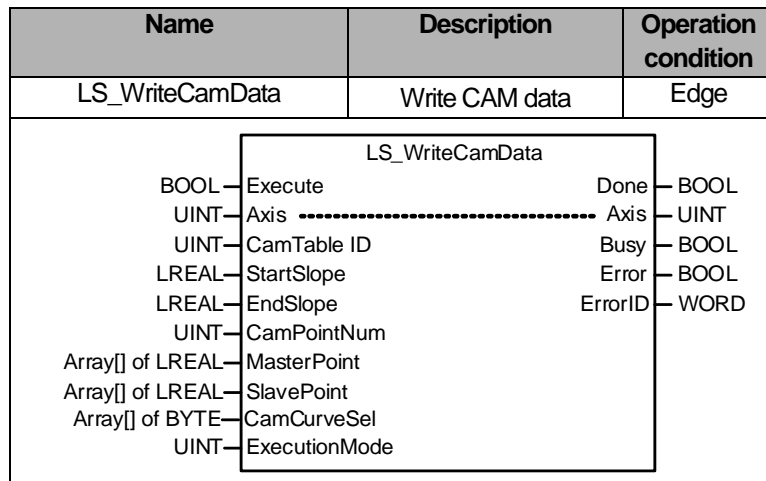 Name Description Operation condition
LS_WriteCamData Write CAM data Edge
LS_WriteCamData
BOOL Execute Done BOOL
UINT Axis Axis UINT
UINT CamTable ID Busy BOOL
LREAL StartSlope Error BOOL
LREAL EndSlope ErrorID WORD
UINT CamPointNum
Array[] of LREAL MasterPoint
Array[] of LREAL SlavePoint
Array[] of BYTE CamCurveSel
UINT ExecutionMode